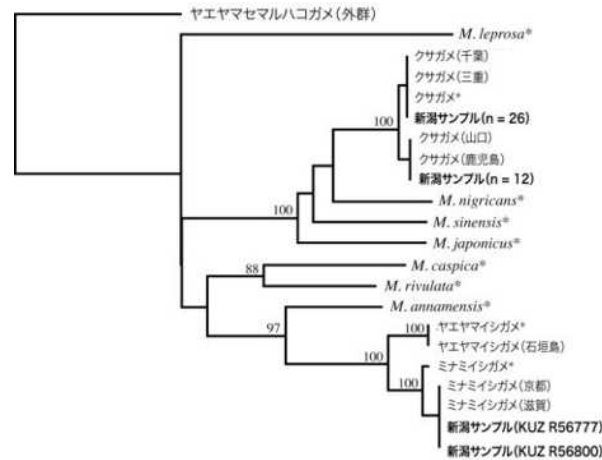 ヤエヤマセマルハコガメ(外群)
M. leprosa*
クサガメ(千葉)
クサガメ(三重)
クサガメ*
新潟サンプル(n = 26)
100
クサガメ(山口)
クサガメ(鹿児島)
新潟サンプル(n = 12)
M. nigricans*
100
M. sinensis*
M. japonicus*
88
M. caspica*
M. rivulata*
M. annamensis*
97
100
ヤエヤマイシガメ*
ヤエヤマイシガメ(石垣島)
100
ミナミイシガメ*
100
ミナミイシガメ(京都)
ミナミイシガメ(滋賀)
新潟サンプル(KUZ R56777)
新潟サンプル(KUZ R56800)